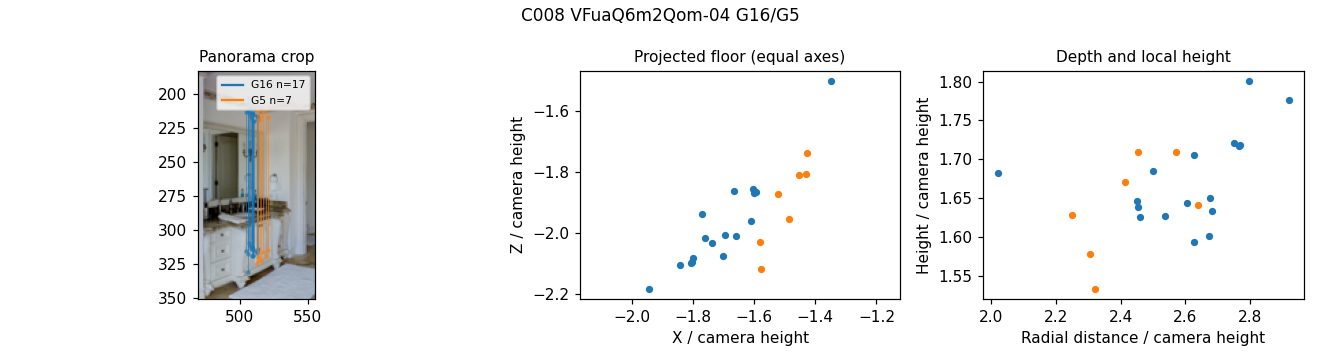 C008 VFuaQ6m2Qom-04 G16/G5
Panorama crop
G16 n=17
G5 n=7
200
225
250
275
300
325
350
500
550
Projected floor (equal axes)
Z / camera height
−1.6
−1.8
−2.0
−2.2
−2.0
−1.8
−1.6
−1.4
−1.2
X / camera height
Depth and local height
Height / camera height
1.80
1.75
1.70
1.65
1.60
1.55
2.0
2.2
2.4
2.6
2.8
Radial distance / camera height